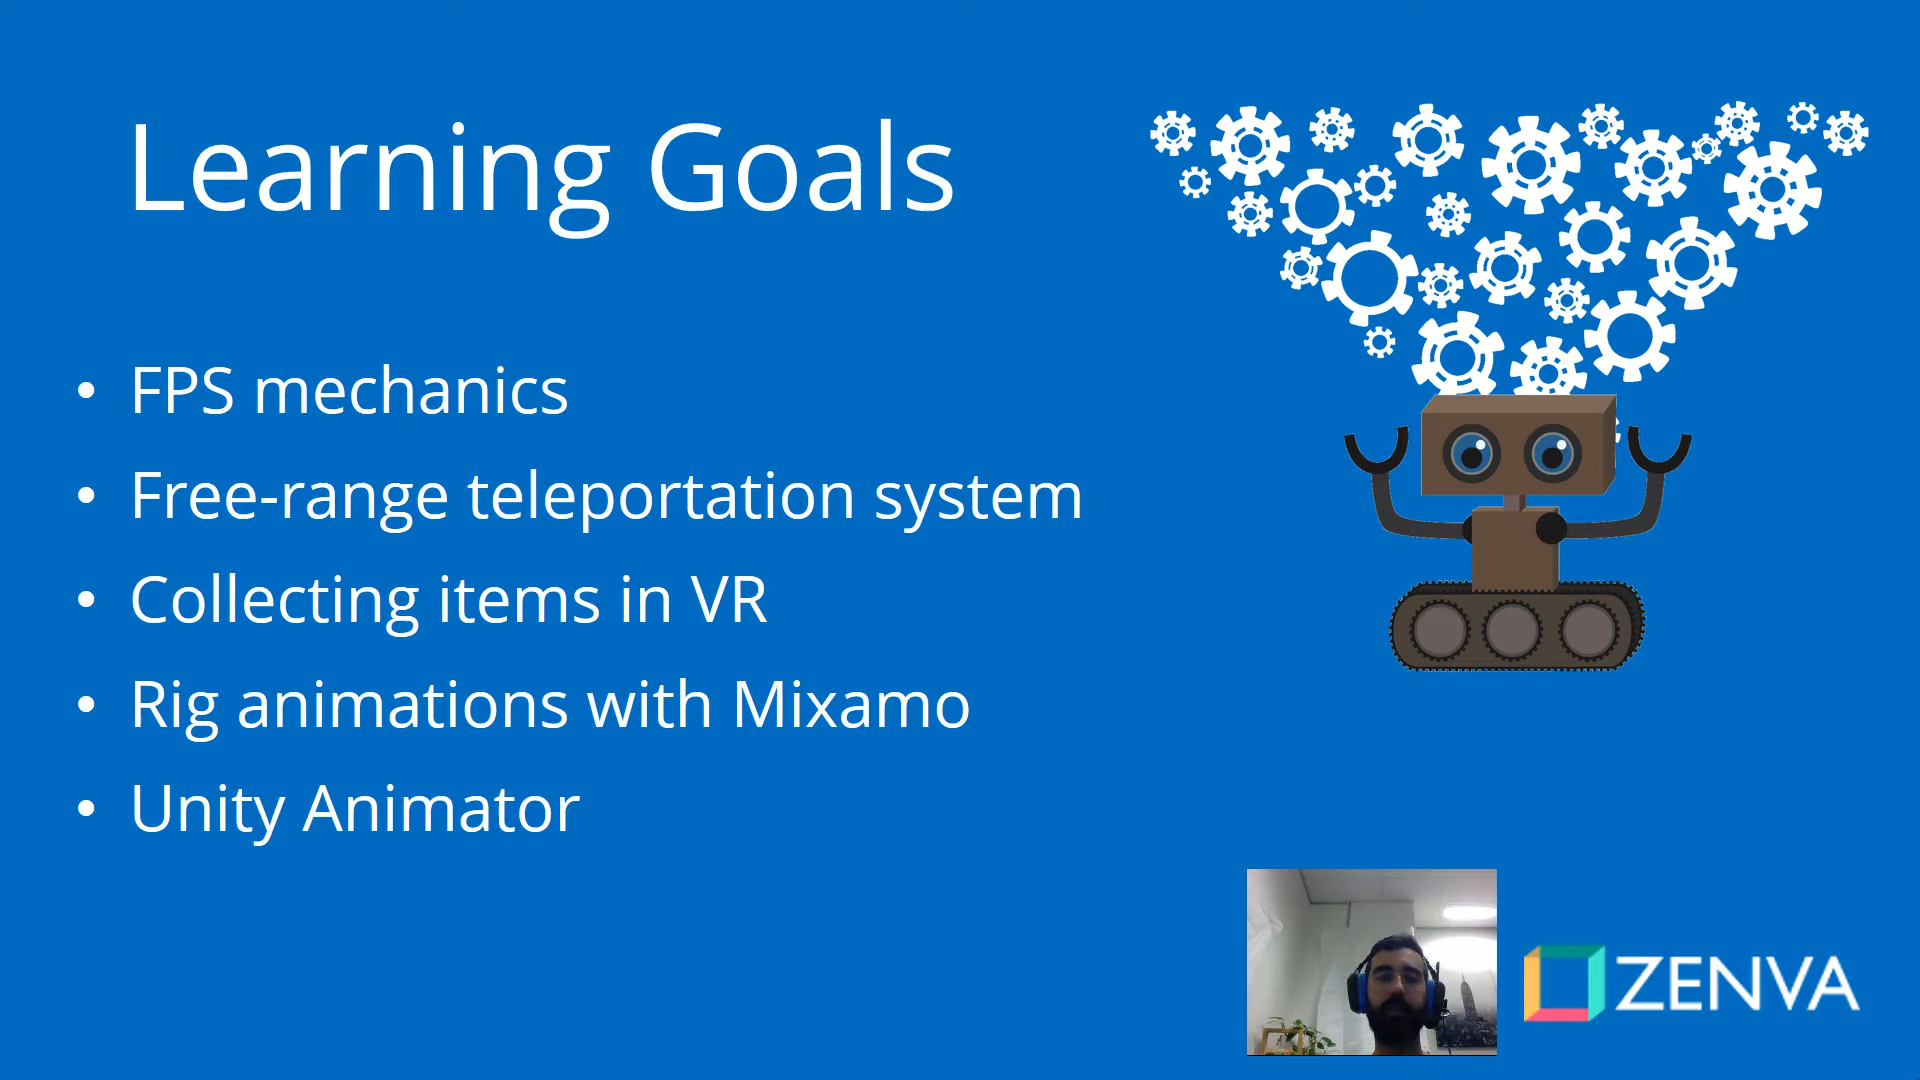 Learning Goals
• FPS mechanics
• Free-range teleportation system
• Collecting items in VR
• Rig animations with Mixamo
• Unity Animator
ZENVA